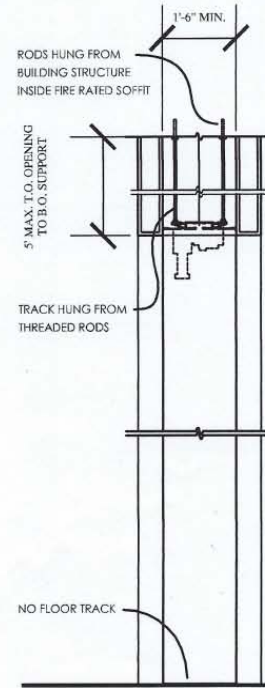 1'-6" MIN.
RODS HUNG FROM
BUILDING STRUCTURE
INSIDE FIRE RATED SOFFIT
5' MAX. T.O. OPENING
TO B.O. SUPPORT
TRACK HUNG FROM
THREADED RODS
NO FLOOR TRACK